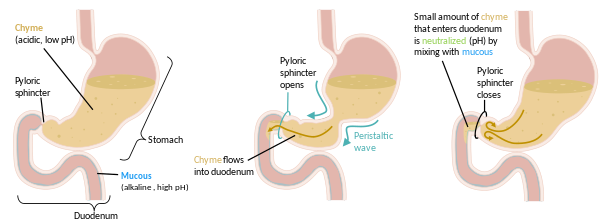 Chyme
(acidic, low pH)
Pyloric
sphincter
Stomach
Mucous
(alkaline , high pH)
Duodenum
Pyloric
sphincter
opens
Peristaltic
wave
Chyme flows
into duodenum
Small amount of chyme
that enters duodenum
is neutralized (pH) by
mixing with mucous
Pyloric
sphincter
closes